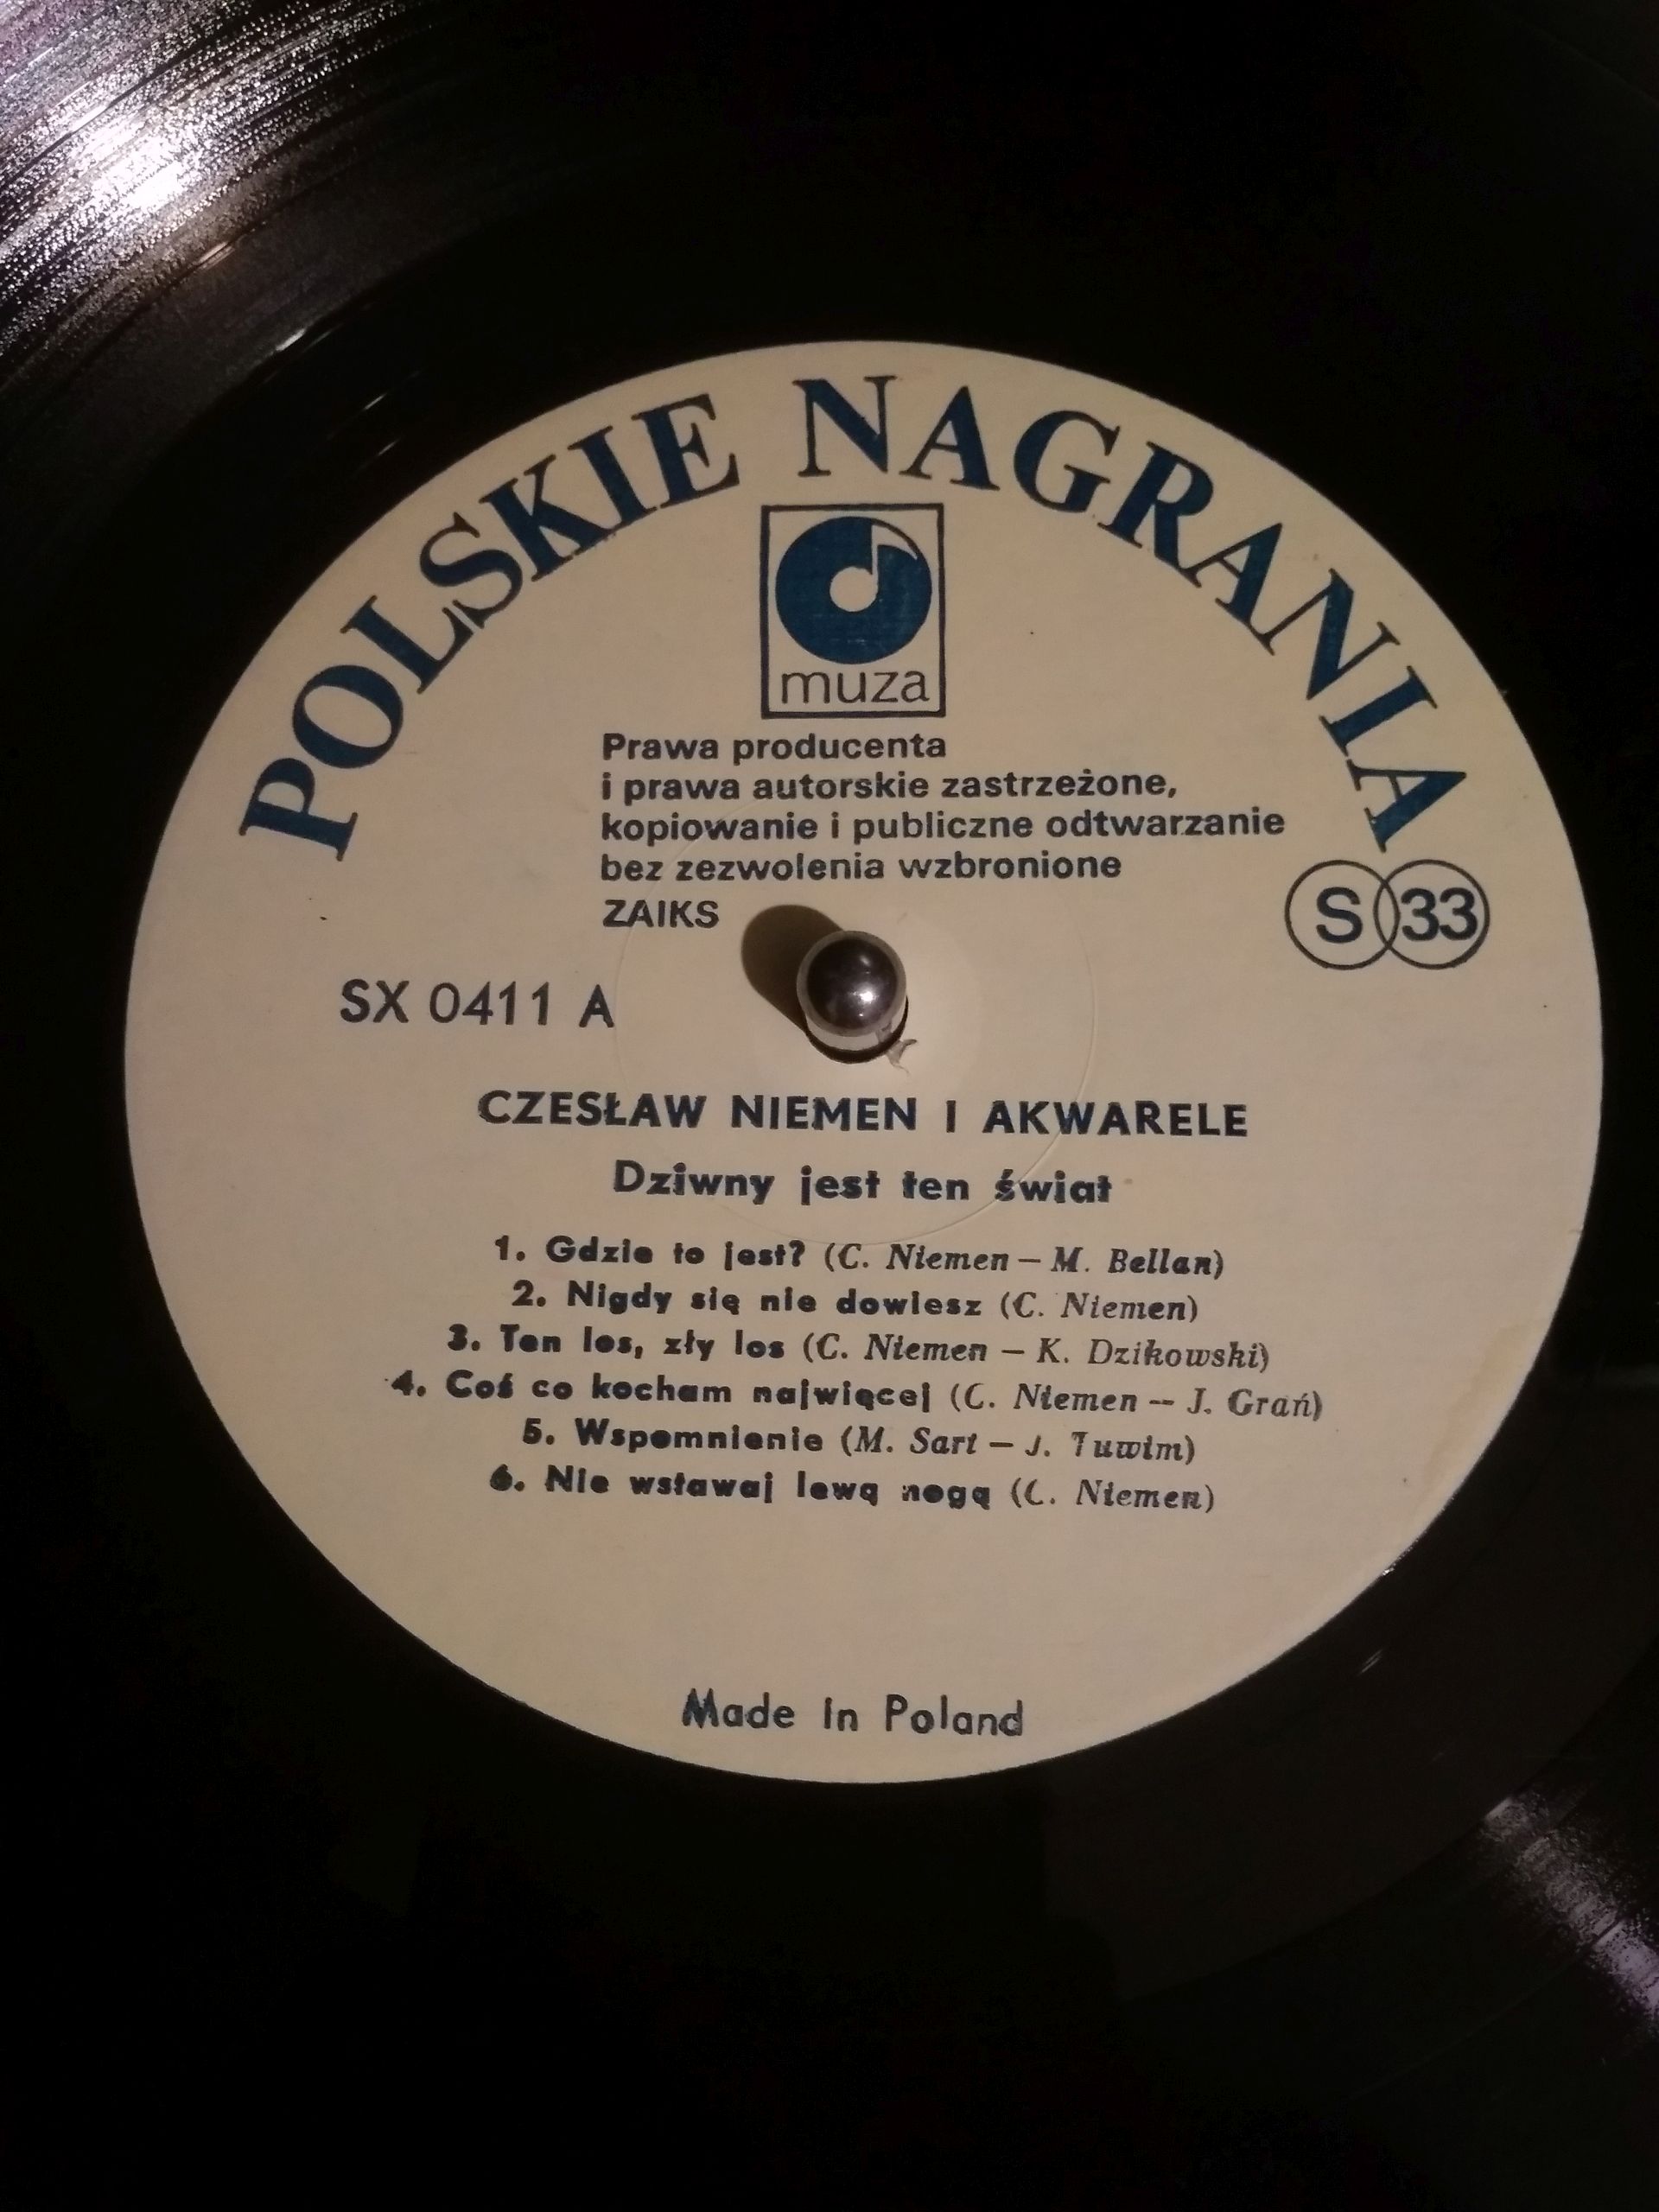 POLSKIE NAGRANIA
muza
Prawa producenta
i prawa autorskie zastrzeżone,
kopiowanie i publiczne odtwarzanie
bez zezwolenia wzbronione
ZAIKS
S 33
SX 0411 A
CZESŁAW NIEMEN I AKWARELE
Dziwny jest ten świat
1. Gdzie to jest? (C. Niemen – M. Bellan)
2. Nigdy się nie dowiesz (C. Niemen)
3. Ten los, zły los (C. Niemen – K. Dzikowski)
4. Coś co kocham najwięcej (C. Niemen -- J. Grań)
5. Wspomnienie (M. Sart – J. Tuwim)
6. Nie wstawaj lewą nogą (C. Niemen)
Made in Poland